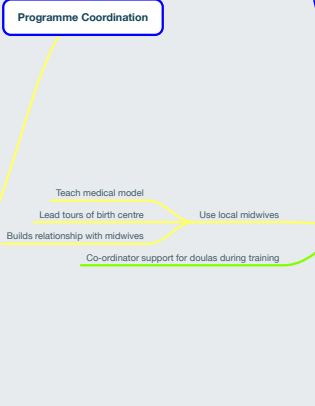 Programme Coordination
Teach medical model
Lead tours of birth centre
Use local midwives
Builds relationship with midwives
Co-ordinator support for doulas during training